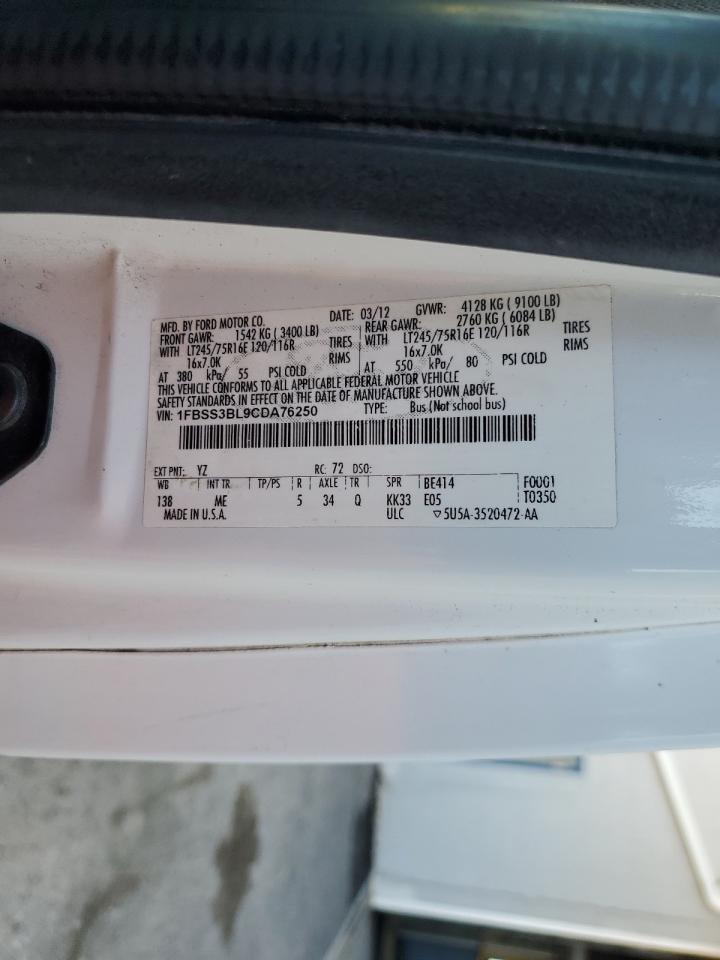 MFD. BY FORD MOTOR CO. DATE: 03/12 GVWR: 4128 KG ( 9100 LB)
FRONT GAWR: 1542 KG ( 3400 LB) REAR GAWR: 2760 KG ( 6084 LB)
WITH LT245/75R16E 120/116R TIRES WITH LT245/75R16E 120/116R TIRES
16x7.0K RIMS 16x7.0K RIMS
AT 380 kPa/ 55 PSI COLD AT 550 kPa/ 80 PSI COLD
THIS VEHICLE CONFORMS TO ALL APPLICABLE FEDERAL MOTOR VEHICLE
SAFETY STANDARDS IN EFFECT ON THE DATE OF MANUFACTURE SHOWN ABOVE.
VIN: 1FBSS3BL9CDA76250 TYPE: Bus (Not school bus)
EXT PNT: YZ RC: 72 DSO:
WB INT TR TP/PS R AXLE TR SPR BE414 F0001
138 ME 5 34 Q KK33 E05 T0350
MADE IN U.S.A. ULC ▽5U5A-3520472-AA